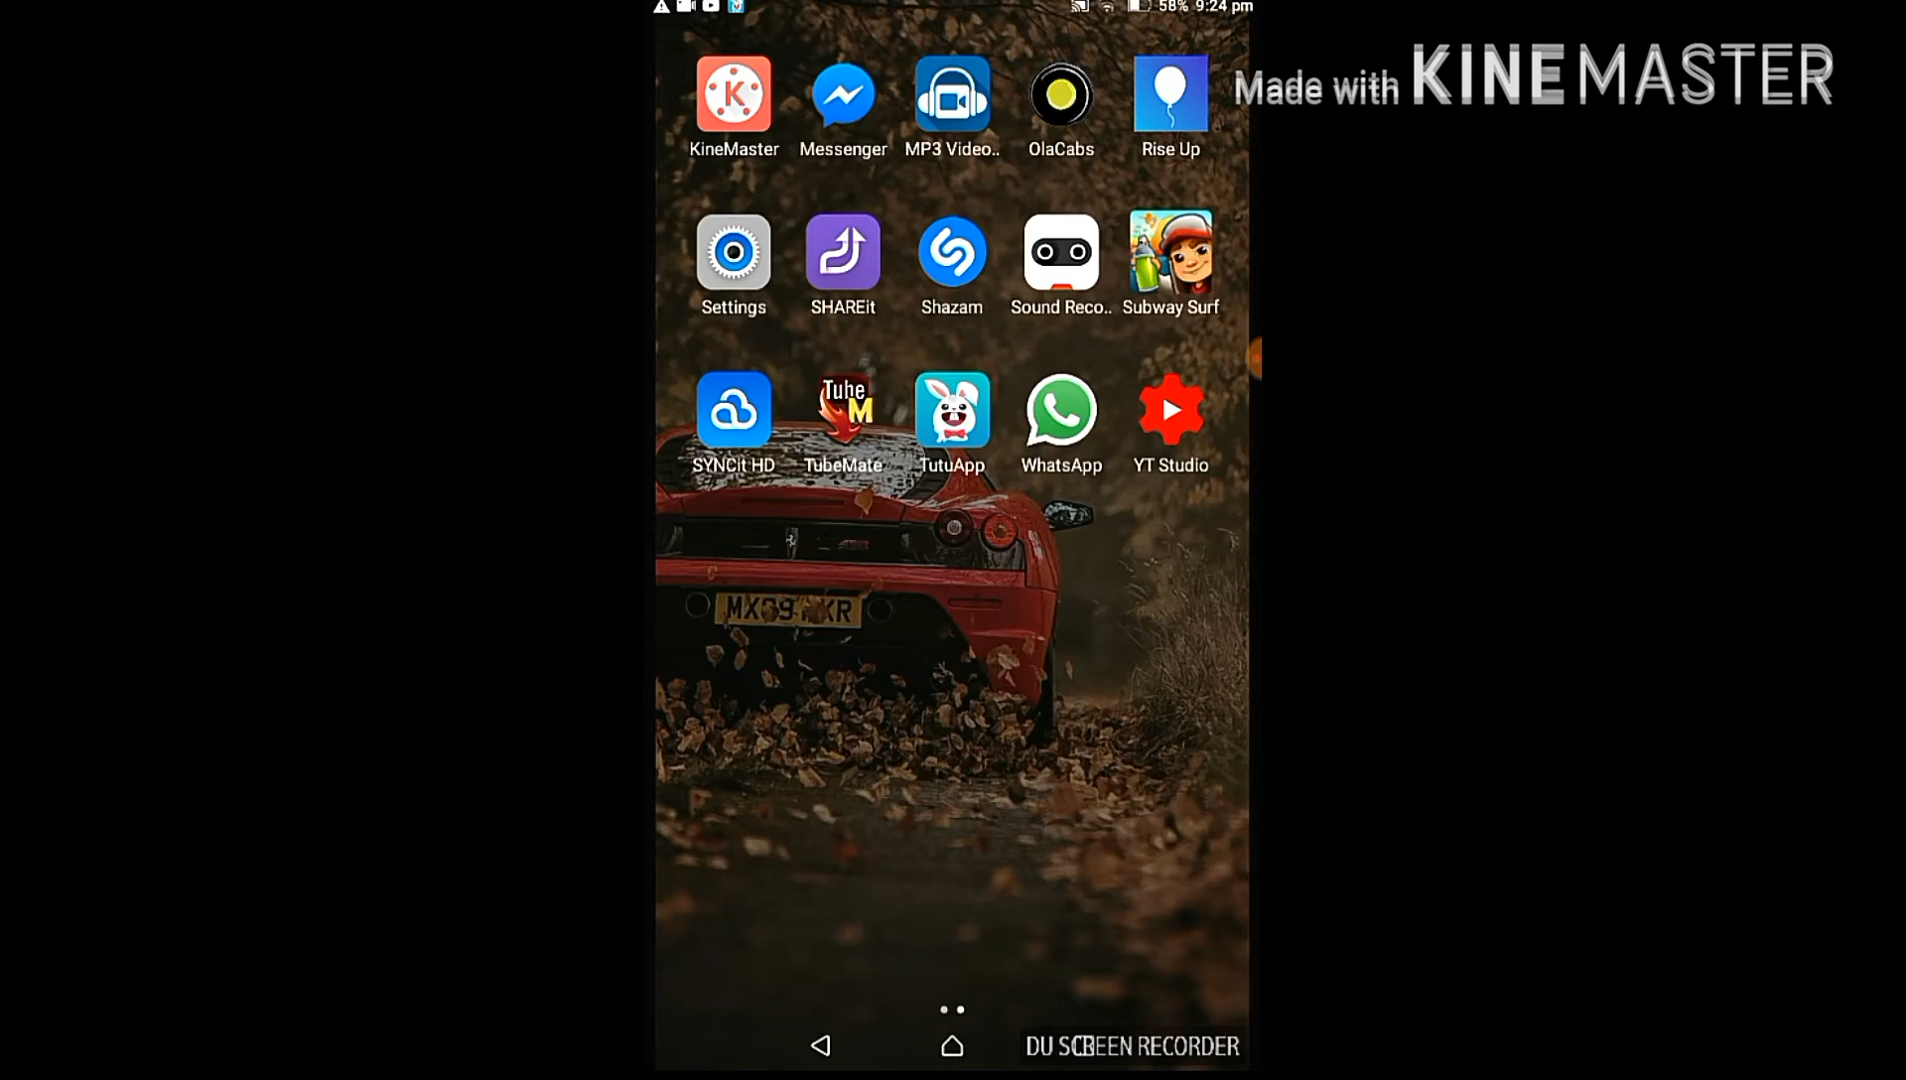 58% 9:24 pm
Made with KINEMASTER
KineMaster Messenger MP3 Video.. OlaCabs Rise Up
Settings SHAREit Shazam Sound Reco.. Subway Surf
Tube
M
SYNCit HD TubeMate TutuApp WhatsApp YT Studio
DU SCREEN RECORDER